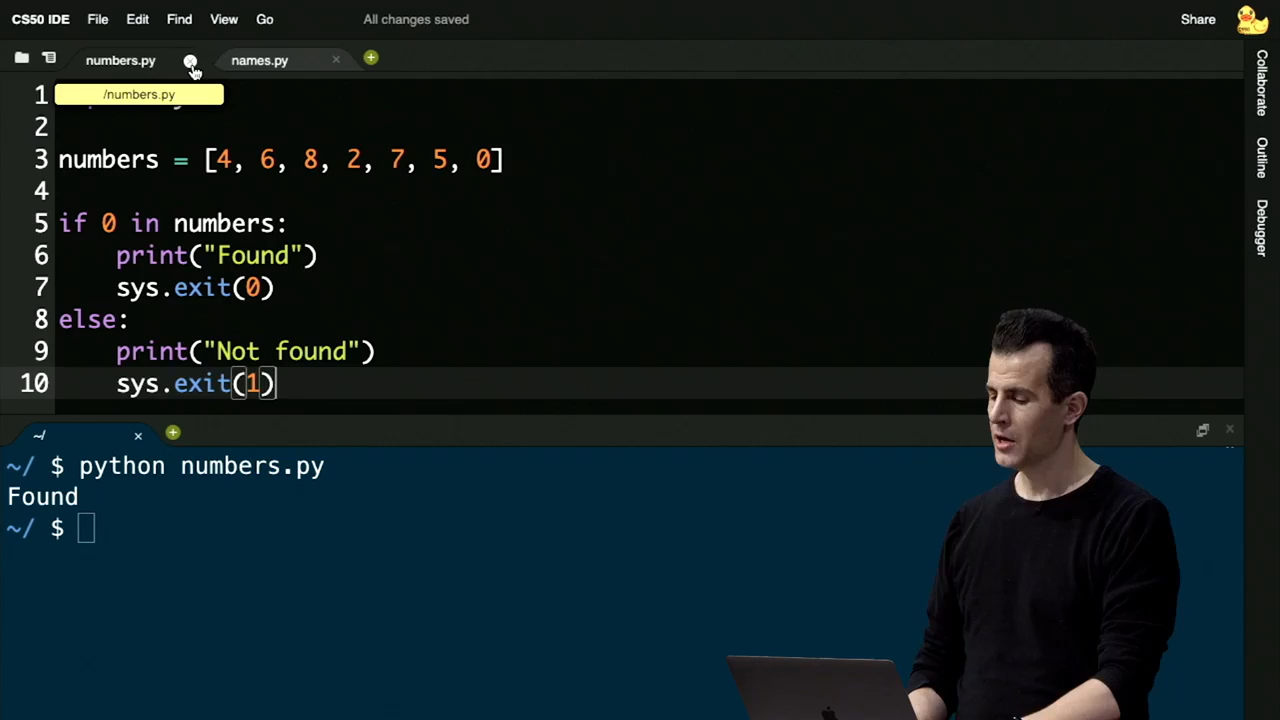 CS50 IDE File Edit Find View Go All changes saved Share
numbers.py names.py
/numbers.py
1
2
3 numbers = [4, 6, 8, 2, 7, 5, 0]
4
5 if 0 in numbers:
6 print("Found")
7 sys.exit(0)
8 else:
9 print("Not found")
10 sys.exit(1)
~/
~/ $ python numbers.py
Found
~/ $
Collaborate
Outline
Debugger